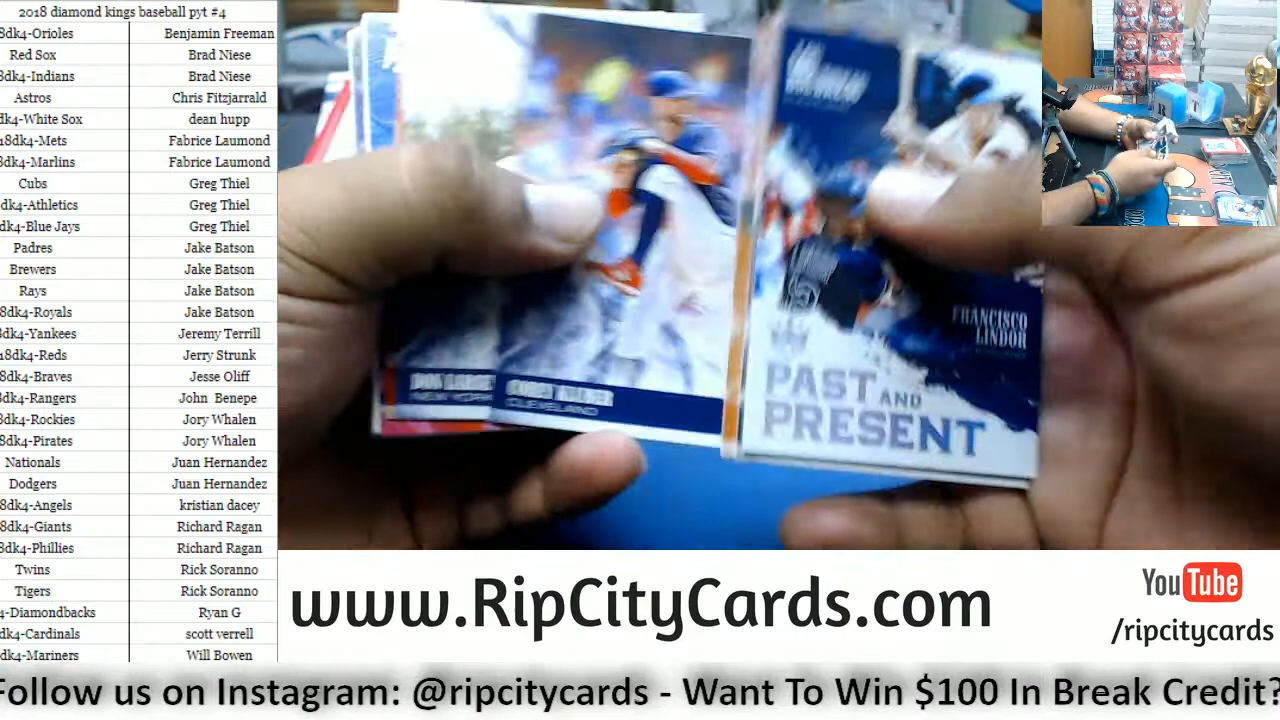 2018 diamond kings baseball pyt #4
8dk4-Orioles Benjamin Freeman
Red Sox Brad Niese
8dk4-Indians Brad Niese
Astros Chris Fitzjarrald
dk4-White Sox dean hupp
18dk4-Mets Fabrice Laumond
8dk4-Marlins Fabrice Laumond
Cubs Greg Thiel
dk4-Athletics Greg Thiel
dk4-Blue Jays Greg Thiel
Padres Jake Batson
Brewers Jake Batson
Rays Jake Batson
8dk4-Royals Jake Batson
8dk4-Yankees Jeremy Terrill
18dk4-Reds Jerry Strunk
8dk4-Braves Jesse Oliff
8dk4-Rangers John Benepe
8dk4-Rockies Jory Whalen
8dk4-Pirates Jory Whalen
Nationals Juan Hernandez
Dodgers Juan Hernandez
8dk4-Angels kristian dacey
8dk4-Giants Richard Ragan
8dk4-Phillies Richard Ragan
Twins Rick Soranno
Tigers Rick Soranno
4-Diamondbacks Ryan G
dk4-Cardinals scott verrell
dk4-Mariners Will Bowen
NEW YORK
CLEVELAND
FRANCISCO
LINDOR
PAST AND
PRESENT
www.RipCityCards.com
YouTube
/ripcitycards
Follow us on Instagram: @ripcitycards - Want To Win $100 In Break Credit?